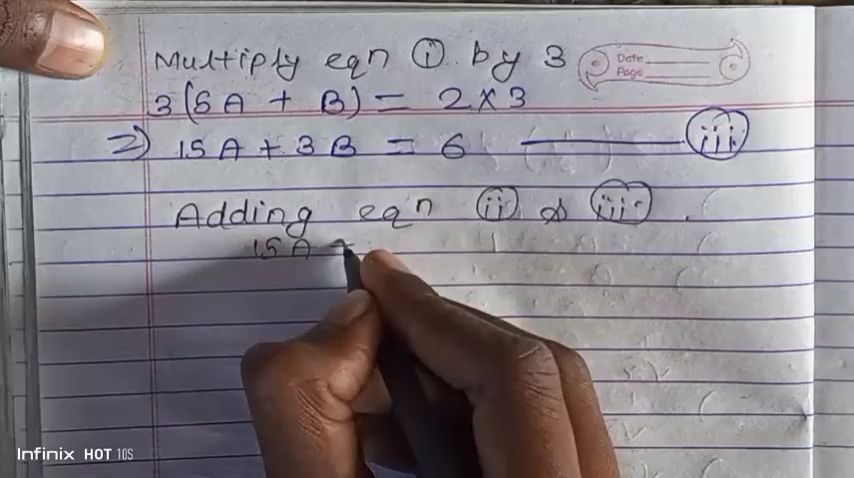 Multiply eqn (i) by 3
Date
Page
3(5A + B) = 2×3
=) 15A + 3B = 6 ——— (iii)
Adding eqn (ii) & (iii).
15A
Infinix HOT 10S